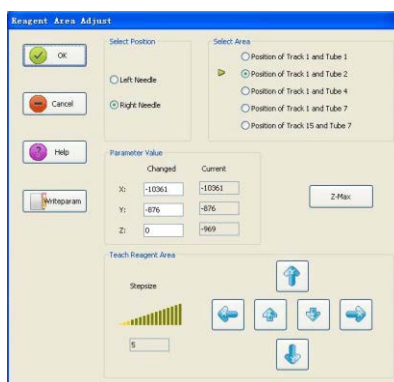 Reagent Area Adjust
OK
Cancel
Help
Writeparam
Select Position
Left Needle
Right Needle
Select Area
Position of Track 1 and Tube 1
Position of Track 1 and Tube 2
Position of Track 1 and Tube 4
Position of Track 1 and Tube 7
Position of Track 15 and Tube 7
Parameter Value
Changed Current
X: -10361 -10361
Y: -876 -876
Z: 0 -969
Z-Max
Teach Reagent Area
Stepsize
5